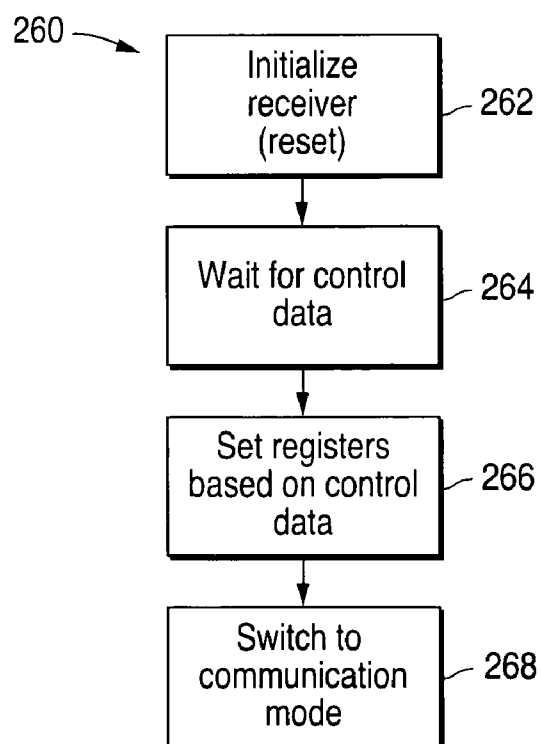 260
Initialize
receiver
(reset)
262
Wait for control
data
264
Set registers
based on control
data
266
Switch to
communication
mode
268